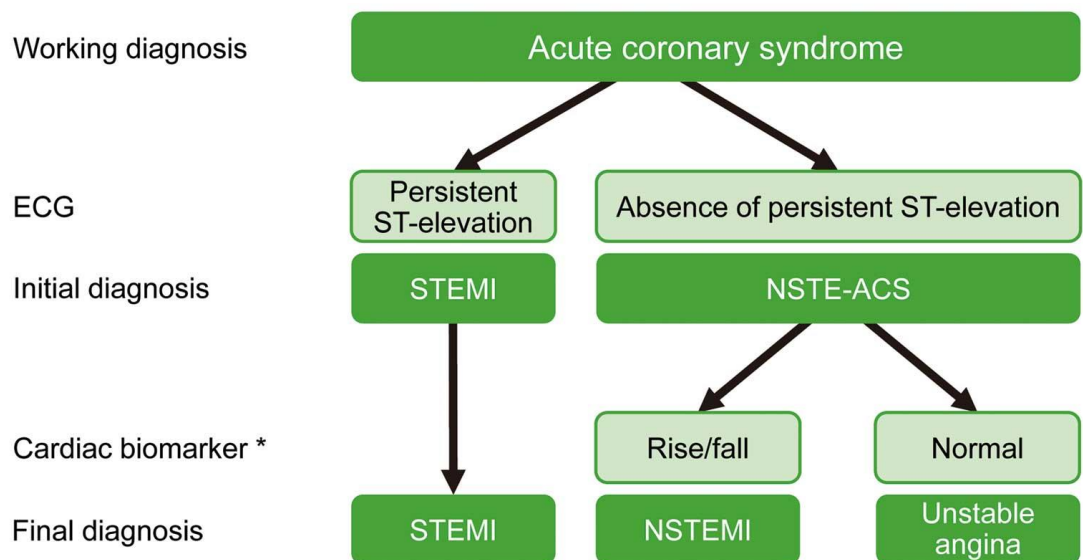 Working diagnosis
Acute coronary syndrome
ECG
Persistent
ST-elevation
Absence of persistent ST-elevation
Initial diagnosis
STEMI
NSTE-ACS
Cardiac biomarker *
Rise/fall
Normal
Final diagnosis
STEMI
NSTEMI
Unstable
angina